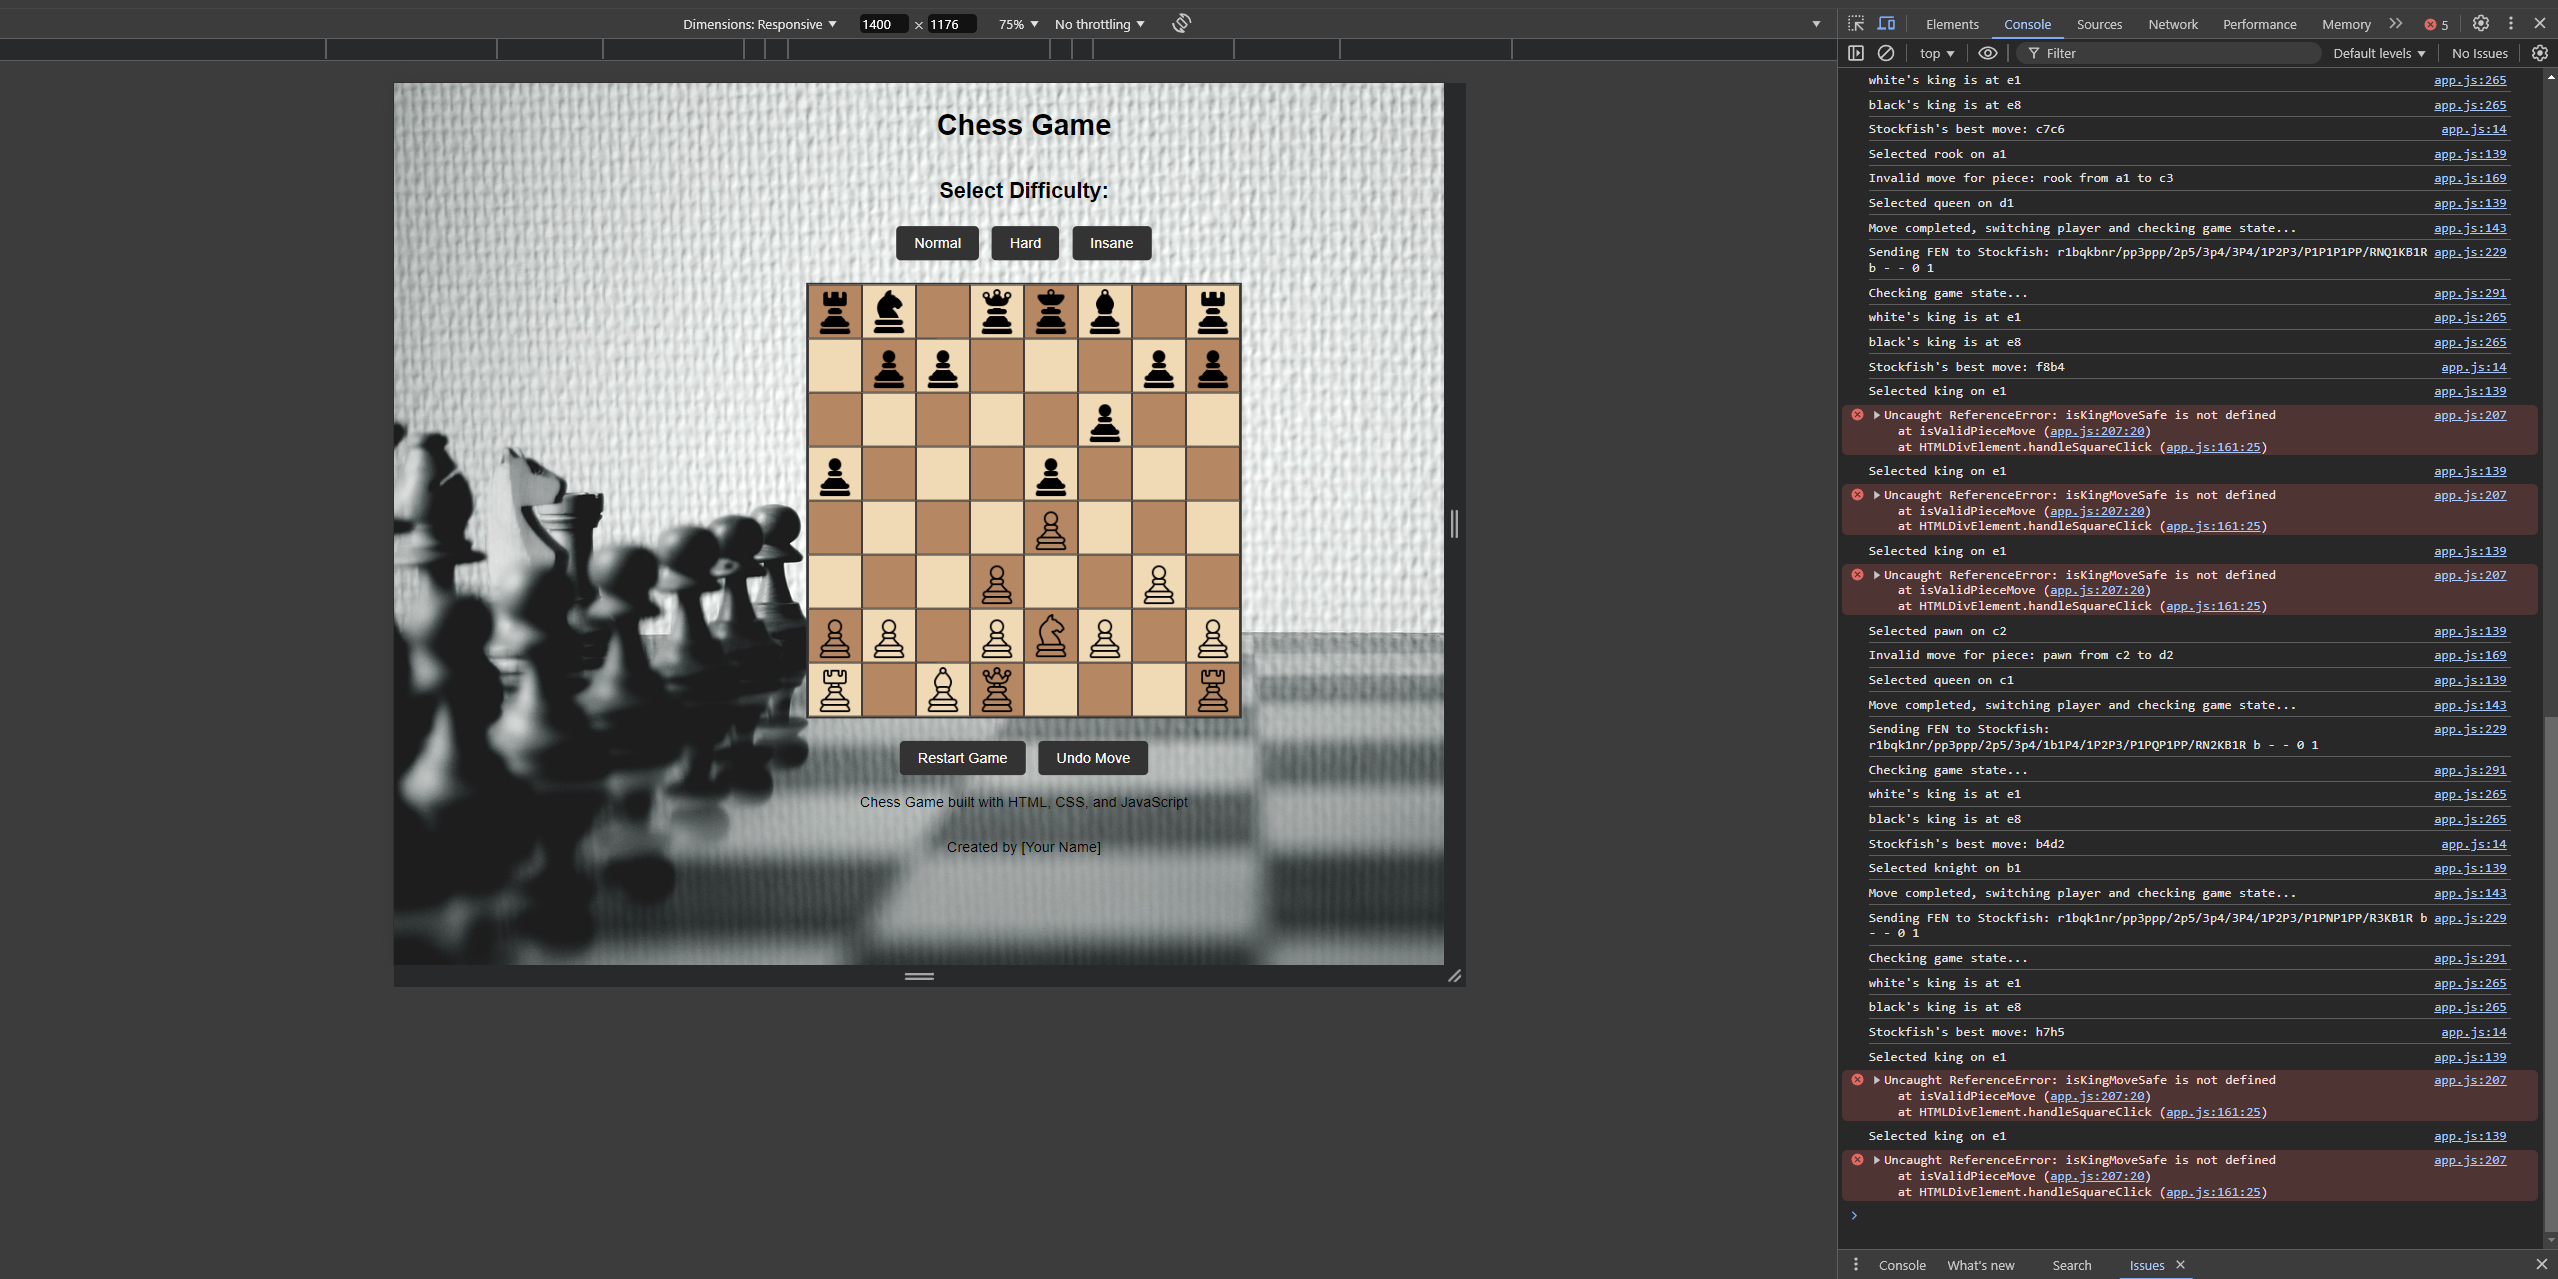 Dimensions: Responsive 1400 × 1176 75% No throttling
Chess Game
Select Difficulty:
Normal Hard Insane
Restart Game Undo Move
Chess Game built with HTML, CSS, and JavaScript
Created by [Your Name]
Elements Console Sources Network Performance Memory 5
top Filter Default levels No Issues
white's king is at e1 app.js:265
black's king is at e8 app.js:265
Stockfish's best move: c7c6 app.js:14
Selected rook on a1 app.js:139
Invalid move for piece: rook from a1 to c3 app.js:169
Selected queen on d1 app.js:139
Move completed, switching player and checking game state... app.js:143
Sending FEN to Stockfish: r1bqkbnr/pp3ppp/2p5/3p4/3P4/1P2P3/P1P1P1PP/RNQ1KB1R app.js:229
b - - 0 1
Checking game state... app.js:291
white's king is at e1 app.js:265
black's king is at e8 app.js:265
Stockfish's best move: f8b4 app.js:14
Selected king on e1 app.js:139
Uncaught ReferenceError: isKingMoveSafe is not defined app.js:207
at isValidPieceMove (app.js:207:20)
at HTMLDivElement.handleSquareClick (app.js:161:25)
Selected king on e1 app.js:139
Uncaught ReferenceError: isKingMoveSafe is not defined app.js:207
at isValidPieceMove (app.js:207:20)
at HTMLDivElement.handleSquareClick (app.js:161:25)
Selected king on e1 app.js:139
Uncaught ReferenceError: isKingMoveSafe is not defined app.js:207
at isValidPieceMove (app.js:207:20)
at HTMLDivElement.handleSquareClick (app.js:161:25)
Selected pawn on c2 app.js:139
Invalid move for piece: pawn from c2 to d2 app.js:169
Selected queen on c1 app.js:139
Move completed, switching player and checking game state... app.js:143
Sending FEN to Stockfish: app.js:229
r1bqk1nr/pp3ppp/2p5/3p4/1b1P4/1P2P3/P1PQP1PP/RN2KB1R b - - 0 1
Checking game state... app.js:291
white's king is at e1 app.js:265
black's king is at e8 app.js:265
Stockfish's best move: b4d2 app.js:14
Selected knight on b1 app.js:139
Move completed, switching player and checking game state... app.js:143
Sending FEN to Stockfish: r1bqk1nr/pp3ppp/2p5/3p4/3P4/1P2P3/P1PNP1PP/R3KB1R b app.js:229
- - 0 1
Checking game state... app.js:291
white's king is at e1 app.js:265
black's king is at e8 app.js:265
Stockfish's best move: h7h5 app.js:14
Selected king on e1 app.js:139
Uncaught ReferenceError: isKingMoveSafe is not defined app.js:207
at isValidPieceMove (app.js:207:20)
at HTMLDivElement.handleSquareClick (app.js:161:25)
Selected king on e1 app.js:139
Uncaught ReferenceError: isKingMoveSafe is not defined app.js:207
at isValidPieceMove (app.js:207:20)
at HTMLDivElement.handleSquareClick (app.js:161:25)
Console What's new Search Issues